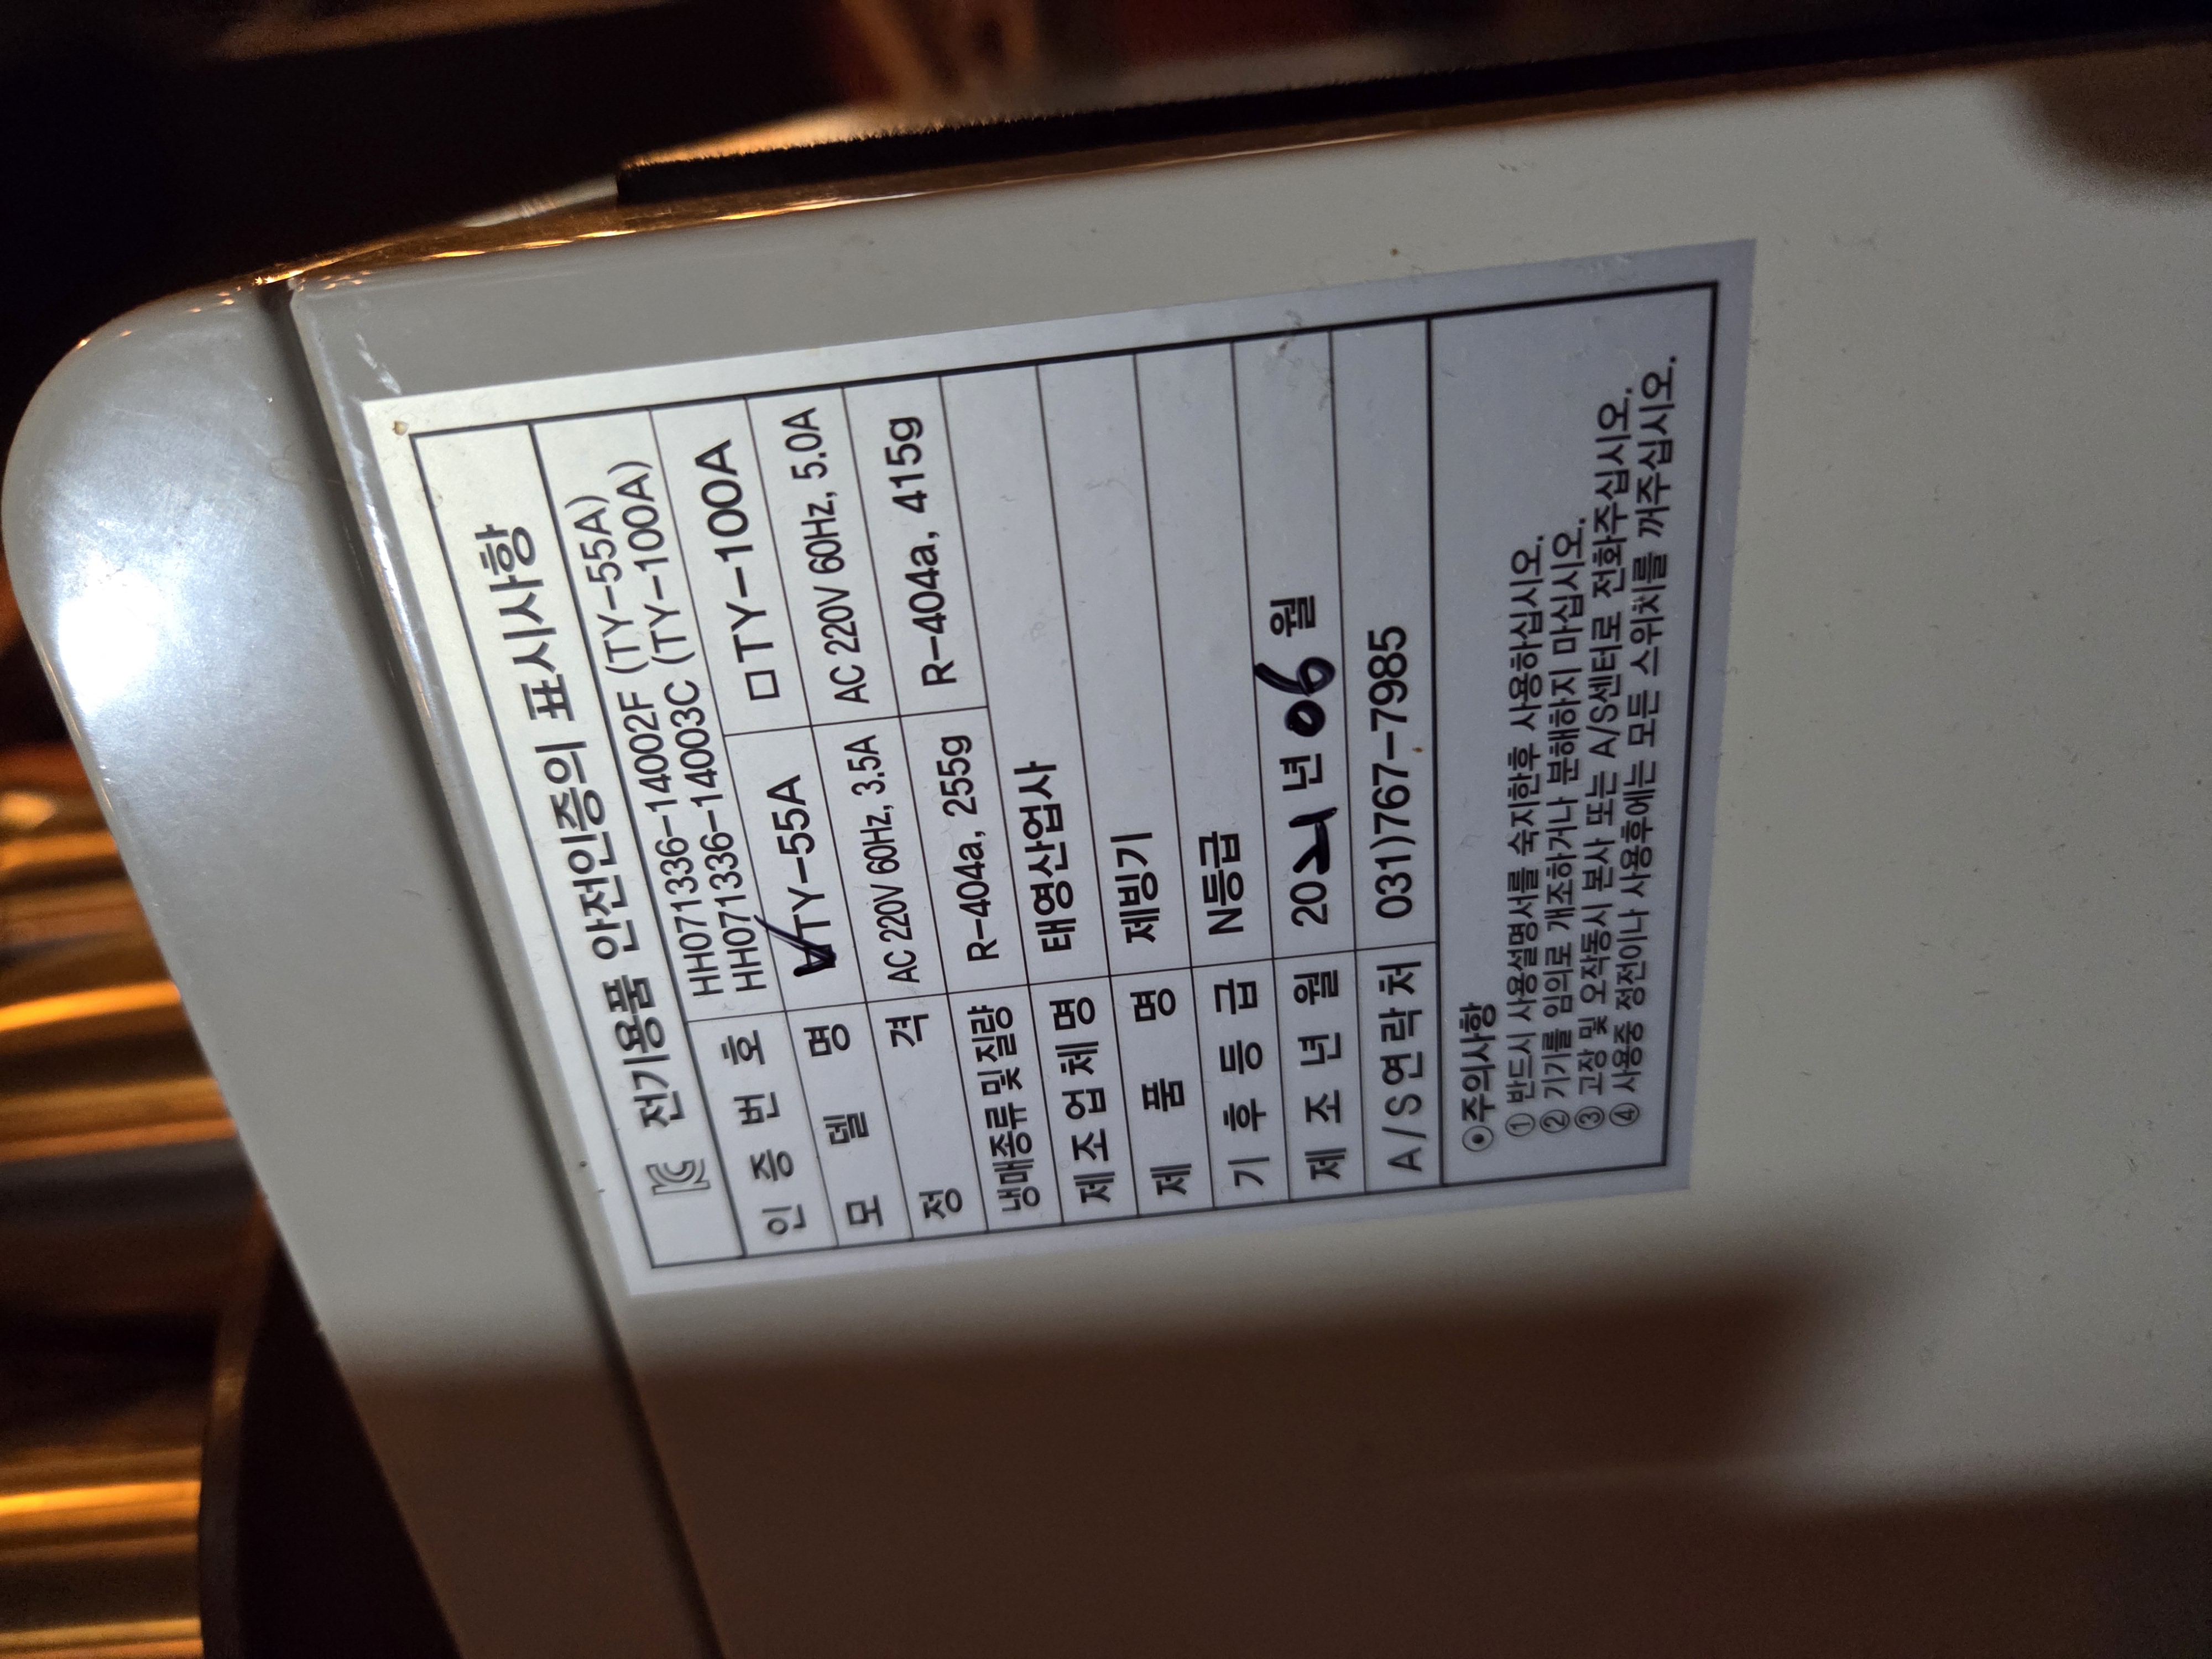 전기용품 안전인증의 표시사항
인증번호 HH071336-14002F (TY-55A)
HH071336-14003C (TY-100A)
모델명 TY-55A □TY-100A
정격 AC 220V 60Hz, 3.5A AC 220V 60Hz, 5.0A
냉매종류 및 질량 R-404a, 255g R-404a, 415g
제조업체명 태영산업사
제품명 제빙기
기후등급 N등급
제조년월 2021년 06월
A/S연락처 031)767-7985
⊙주의사항
① 반드시 사용설명서를 숙지한후 사용하십시오.
② 기기를 임의로 개조하거나 분해하지 마십시오.
③ 고장 및 오작동시 본사 또는 A/S센터로 전화주십시오.
④ 사용중 정전이나 사용후에는 모든 스위치를 꺼주십시오.